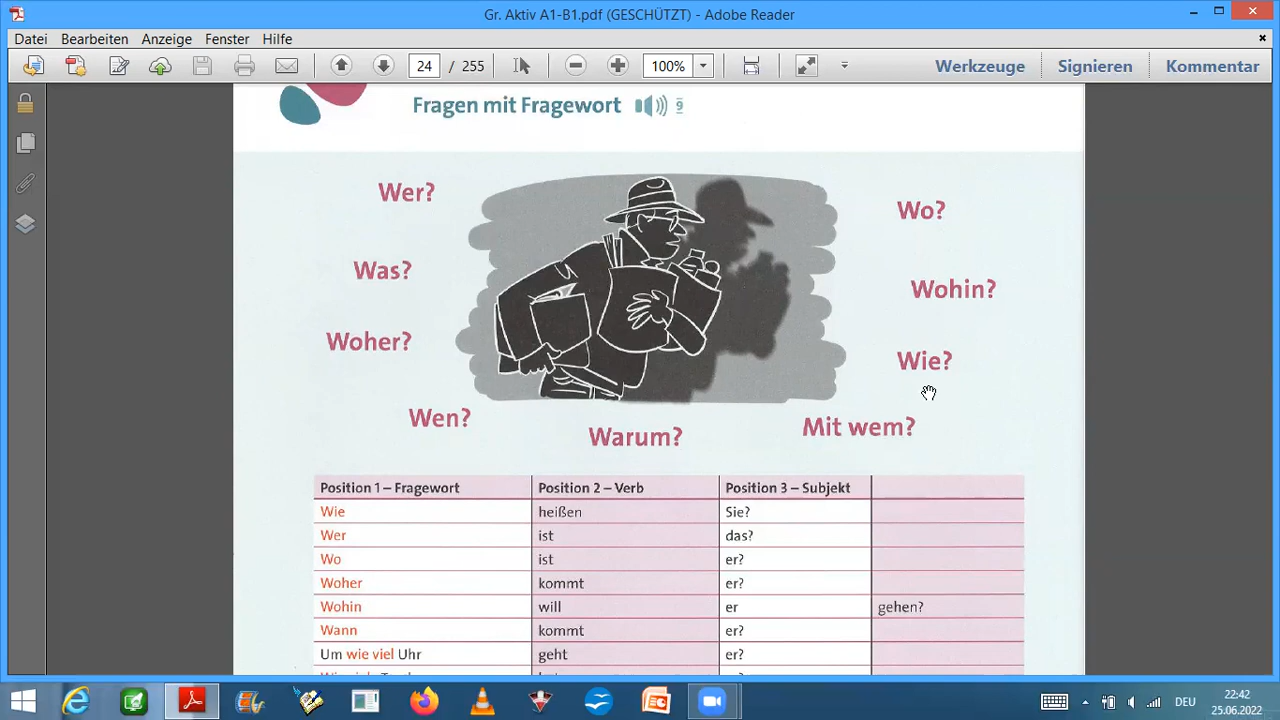 Gr. Aktiv A1-B1.pdf (GESCHÜTZT) - Adobe Reader
Datei Bearbeiten Anzeige Fenster Hilfe
24 / 255 100% Werkzeuge Signieren Kommentar
Fragen mit Fragewort 9
Wer?
Wo?
Was?
Wohin?
Woher?
Wie?
Wen?
Warum?
Mit wem?
Position 1 – Fragewort Position 2 – Verb Position 3 – Subjekt
Wie heißen Sie?
Wer ist das?
Wo ist er?
Woher kommt er?
Wohin will er gehen?
Wann kommt er?
Um wie viel Uhr geht er?
DEU
22:42
25.06.2022